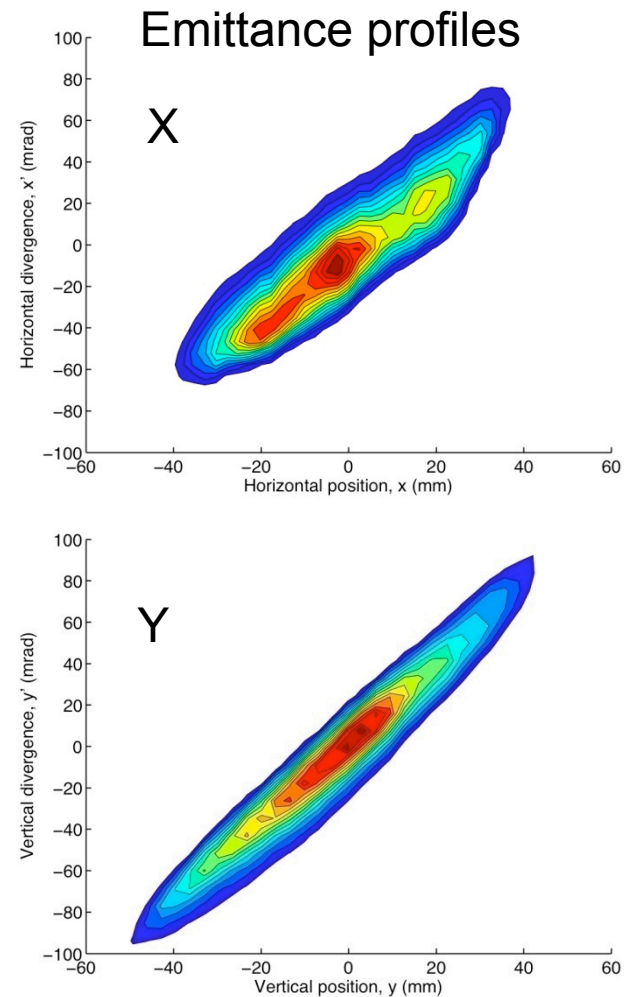 Emittance profiles
100
80
60
40
20
0
−20
−40
−60
−80
−100
Horizontal divergence, x' (mrad)
X
−60 −40 −20 0 20 40 60
Horizontal position, x (mm)
100
80
60
40
20
0
−20
−40
−60
−80
−100
Vertical divergence, y' (mrad)
Y
−60 −40 −20 0 20 40 60
Vertical position, y (mm)